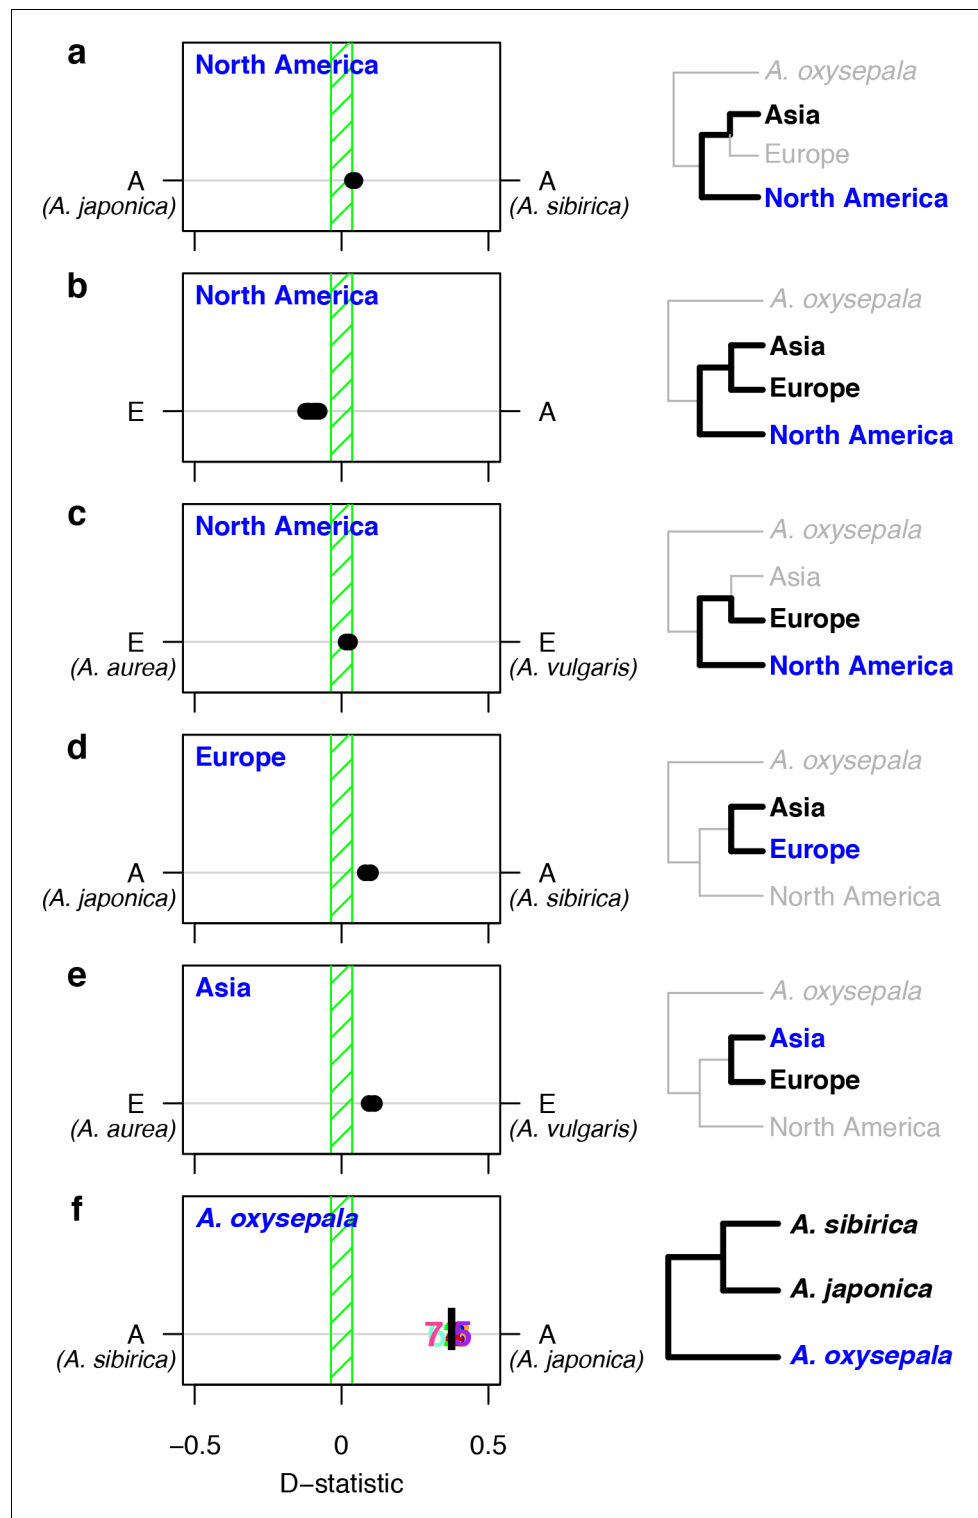 a
North America
A
(A. japonica)
A
(A. sibirica)
A. oxysepala
Asia
Europe
North America
b
North America
E
A
A. oxysepala
Asia
Europe
North America
c
North America
E
(A. aurea)
E
(A. vulgaris)
A. oxysepala
Asia
Europe
North America
d
Europe
A
(A. japonica)
A
(A. sibirica)
A. oxysepala
Asia
Europe
North America
e
Asia
E
(A. aurea)
E
(A. vulgaris)
A. oxysepala
Asia
Europe
North America
f
A. oxysepala
A
(A. sibirica)
7
5
A
(A. japonica)
A. sibirica
A. japonica
A. oxysepala
−0.5 0 0.5
D−statistic